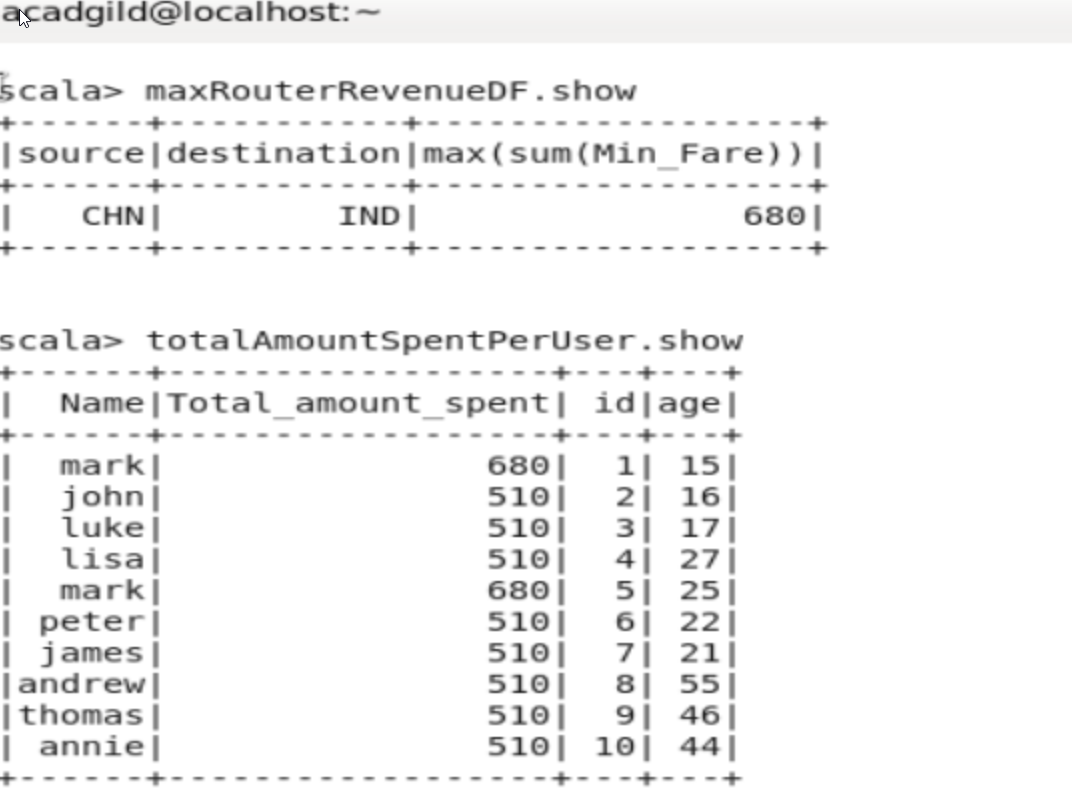 acadgild@localhost:~
scala> maxRouterRevenueDF.show
+------+-----------+------------------+
|source|destination|max(sum(Min_Fare))|
+------+-----------+------------------+
|   CHN|        IND|               680|
+------+-----------+------------------+
scala> totalAmountSpentPerUser.show
+------+------------------+---+---+
|  Name|Total_amount_spent| id|age|
+------+------------------+---+---+
|  mark|               680|  1| 15|
|  john|               510|  2| 16|
|  luke|               510|  3| 17|
|  lisa|               510|  4| 27|
|  mark|               680|  5| 25|
| peter|               510|  6| 22|
| james|               510|  7| 21|
|andrew|               510|  8| 55|
|thomas|               510|  9| 46|
| annie|               510| 10| 44|
+------+------------------+---+---+